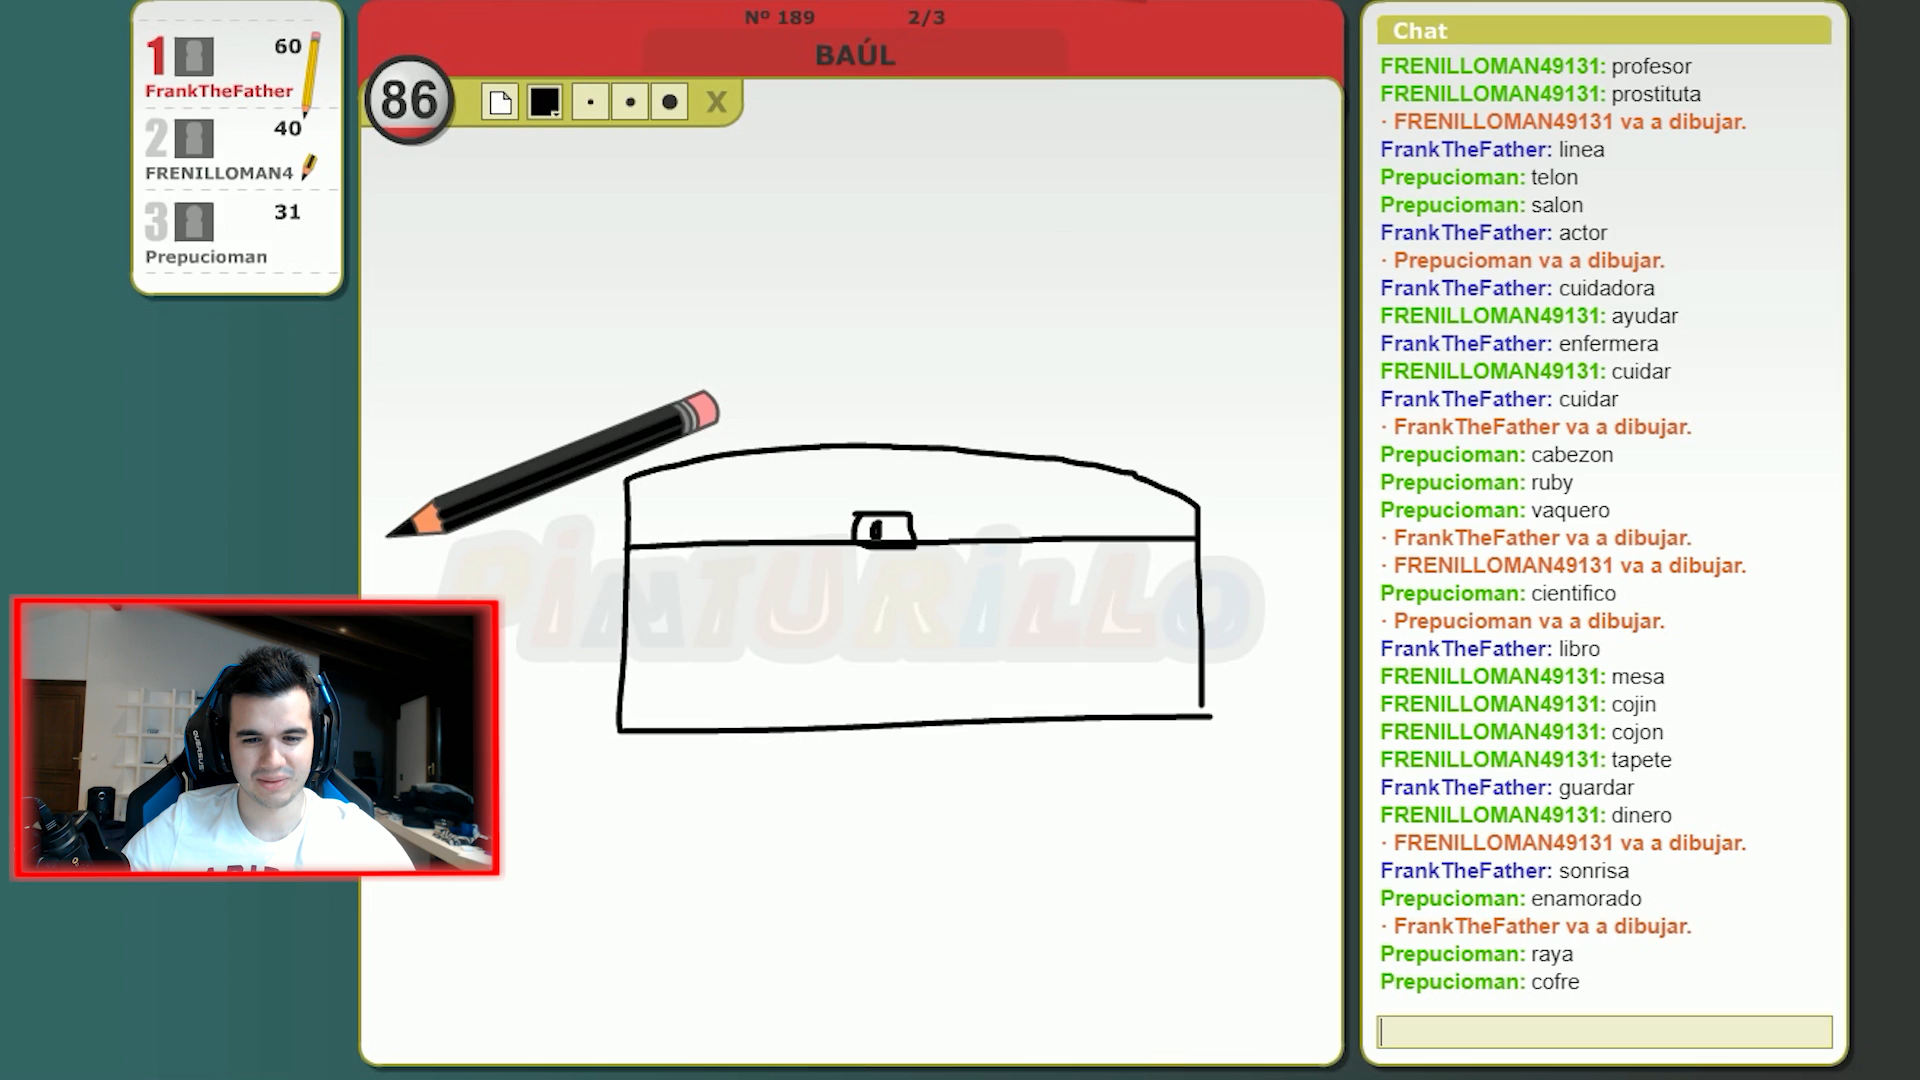 1 60
FrankTheFather
2 40
FRENILLOMAN4
3 31
Prepucioman
Nº 189 2/3
BAÚL
86
X
PINTURILLO
QUERSUS
Chat
FRENILLOMAN49131: profesor
FRENILLOMAN49131: prostituta
· FRENILLOMAN49131 va a dibujar.
FrankTheFather: linea
Prepucioman: telon
Prepucioman: salon
FrankTheFather: actor
· Prepucioman va a dibujar.
FrankTheFather: cuidadora
FRENILLOMAN49131: ayudar
FrankTheFather: enfermera
FRENILLOMAN49131: cuidar
FrankTheFather: cuidar
· FrankTheFather va a dibujar.
Prepucioman: cabezon
Prepucioman: ruby
Prepucioman: vaquero
· FrankTheFather va a dibujar.
· FRENILLOMAN49131 va a dibujar.
Prepucioman: cientifico
· Prepucioman va a dibujar.
FrankTheFather: libro
FRENILLOMAN49131: mesa
FRENILLOMAN49131: cojin
FRENILLOMAN49131: cojon
FRENILLOMAN49131: tapete
FrankTheFather: guardar
FRENILLOMAN49131: dinero
· FRENILLOMAN49131 va a dibujar.
FrankTheFather: sonrisa
Prepucioman: enamorado
· FrankTheFather va a dibujar.
Prepucioman: raya
Prepucioman: cofre